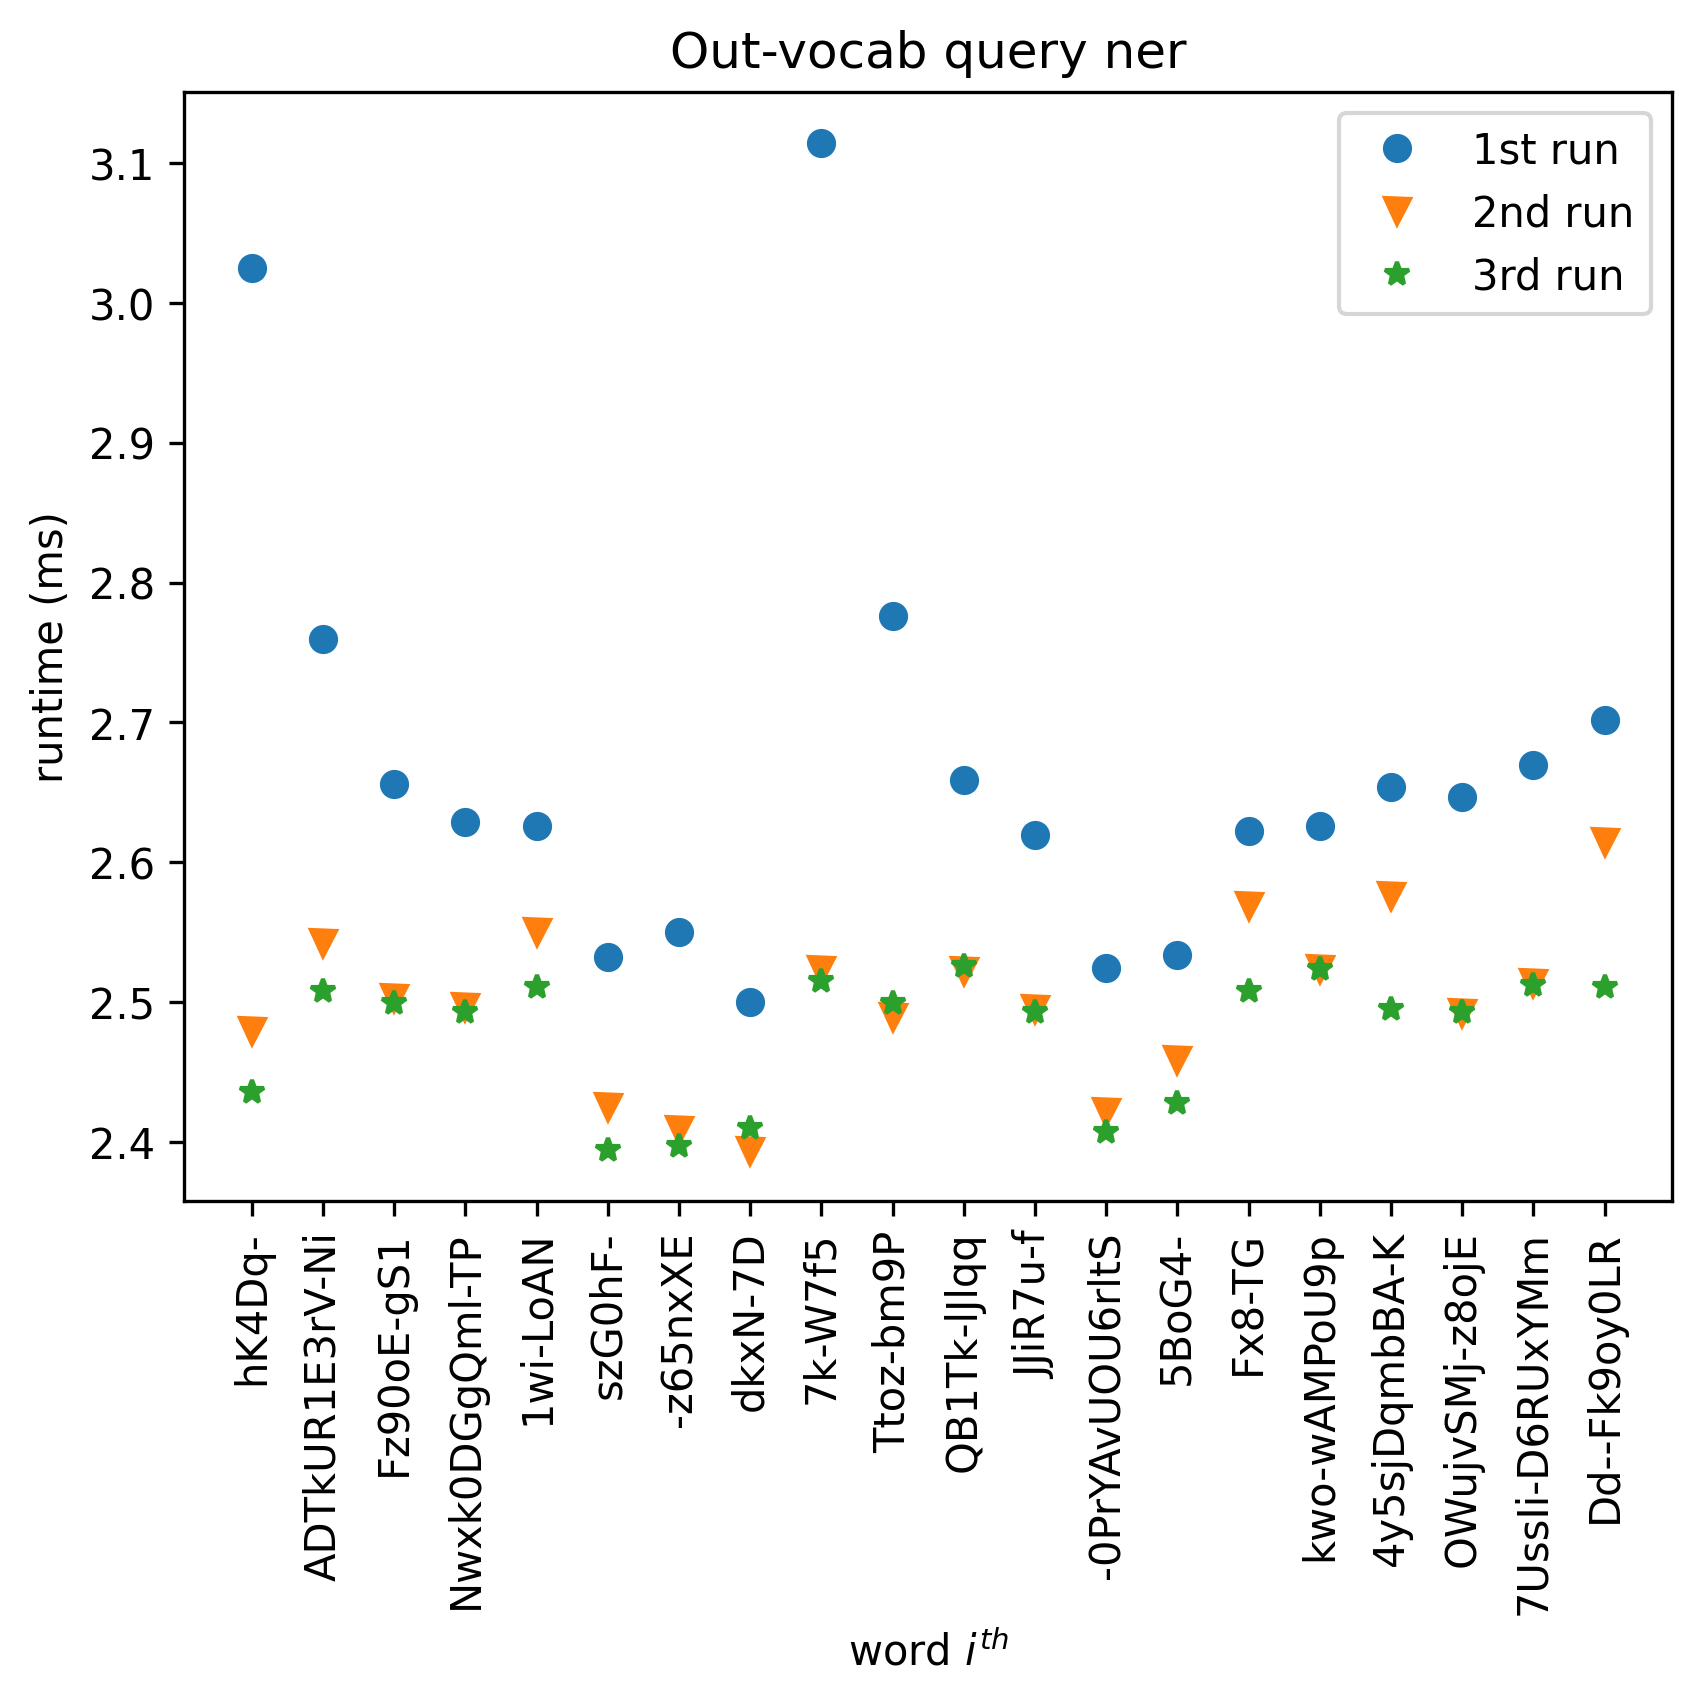 Out-vocab query ner
1st run
2nd run
3rd run
runtime (ms)
3.1
3.0
2.9
2.8
2.7
2.6
2.5
2.4
hK4Dq-
ADTkUR1E3rV-Ni
Fz90oE-gS1
Nwxk0DGgQml-TP
1wi-LoAN
szG0hF-
-z65nxXE
dkxN-7D
7k-W7f5
Ttoz-bm9P
QB1Tk-IJlqq
JJiR7u-f
-0PrYAvUOU6rltS
5BoG4-
Fx8-TG
kwo-wAMPoU9p
4y5sjDqmbBA-K
OWujvSMj-z8ojE
7Ussli-D6RUxYMm
Dd--Fk9oy0LR
word i^th